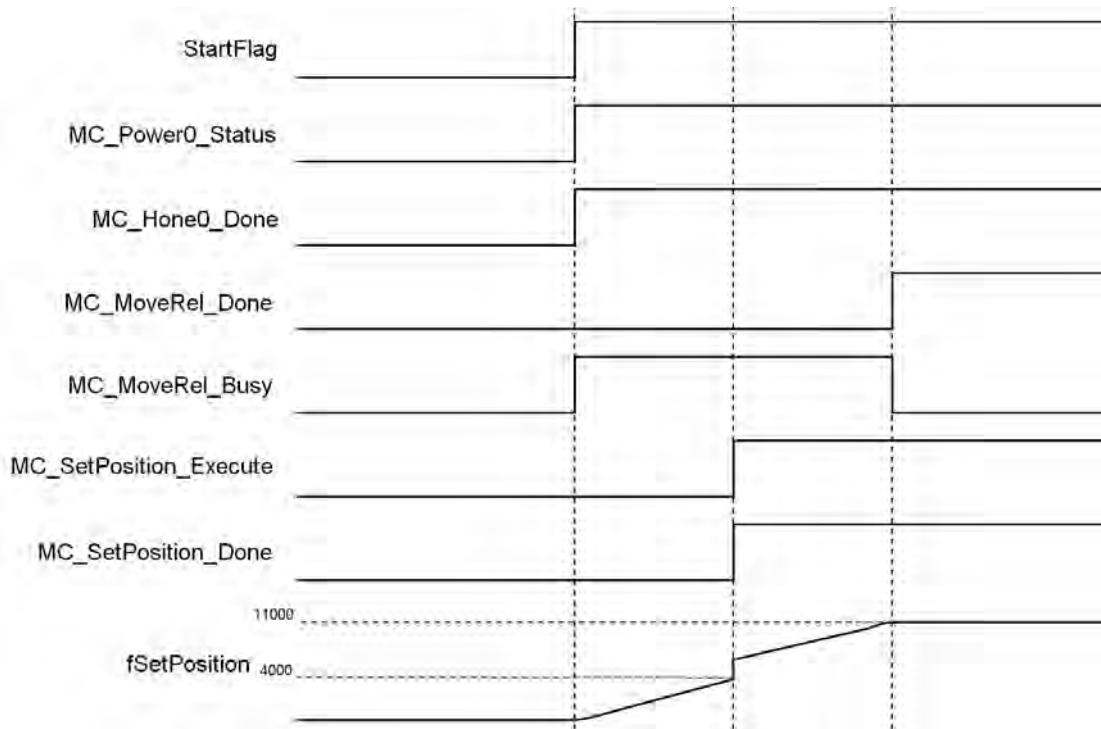 StartFlag
MC_Power0_Status
MC_Hone0_Done
MC_MoveRel_Done
MC_MoveRel_Busy
MC_SetPosition_Execute
MC_SetPosition_Done
11000
fSetPosition 4000